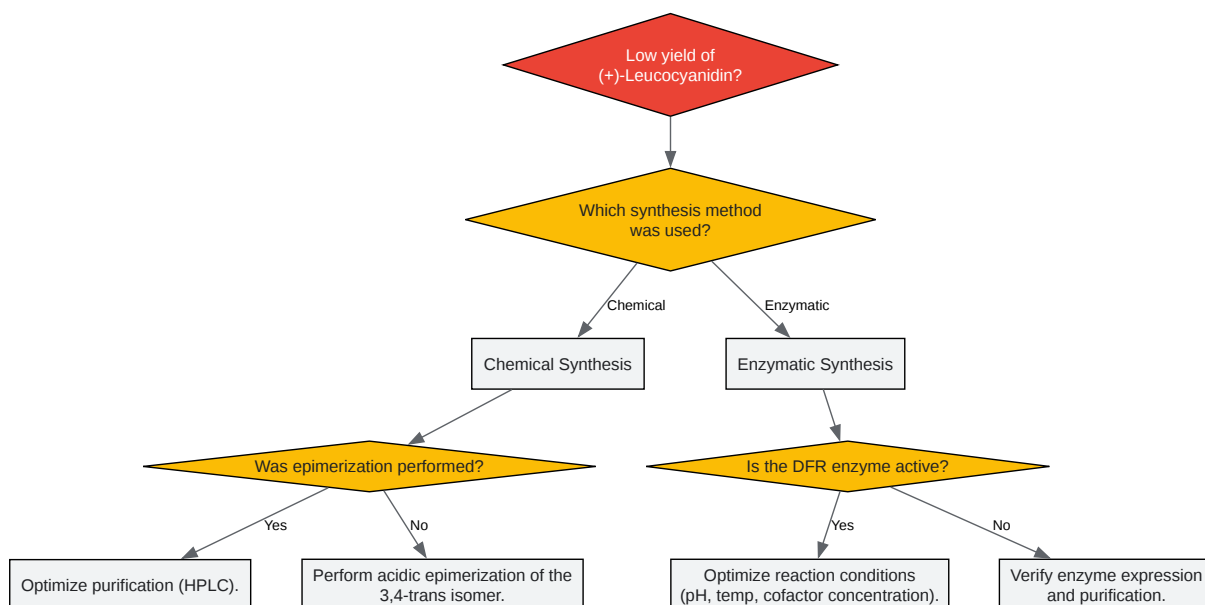 Low yield of
(+)-Leucocyanidin?
Which synthesis method
was used?
Chemical
Enzymatic
Chemical Synthesis
Enzymatic Synthesis
Was epimerization performed?
Is the DFR enzyme active?
Yes
No
Yes
No
Optimize purification (HPLC).
Perform acidic epimerization of the
3,4-trans isomer.
Optimize reaction conditions
(pH, temp, cofactor concentration).
Verify enzyme expression
and purification.